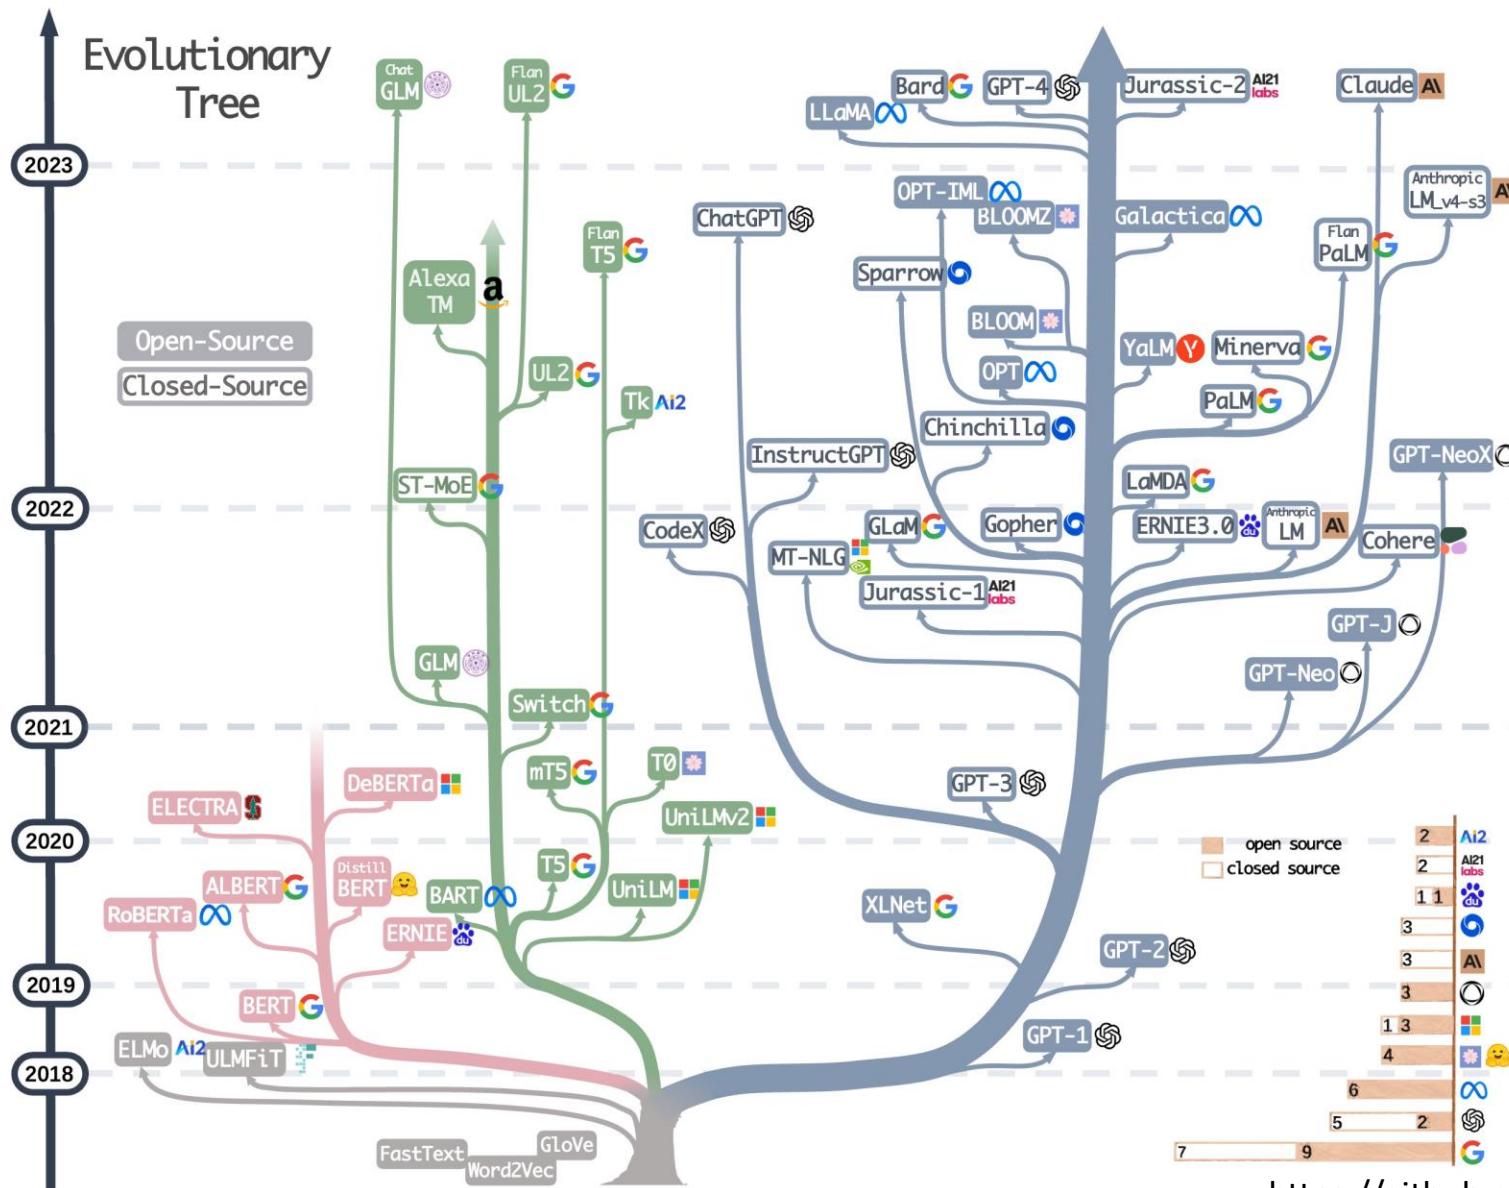 Evolutionary
Tree
2023
2022
2021
2020
2019
2018
Open-Source
Closed-Source
Chat
GLM
Flan
UL2
Bard
GPT-4
Jurassic-2
AI21
labs
Claude
A\
LLaMA
OPT-IML
BLOOMZ
Galactica
Anthropic
LM_v4-s3
A\
ChatGPT
Flan
T5
Flan
PaLM
Alexa
TM
a
Sparrow
BLOOM
YaLM
Y
Minerva
UL2
OPT
Tk
Ai2
PaLM
Chinchilla
InstructGPT
GPT-NeoX
ST-MoE
LaMDA
CodeX
GLaM
Gopher
ERNIE3.0
du
Anthropic
LM
A\
Cohere
MT-NLG
Jurassic-1
AI21
labs
GPT-J
GLM
GPT-Neo
Switch
mT5
T0
GPT-3
DeBERTa
ELECTRA
UniLMv2
T5
Distill
BERT
ALBERT
BART
UniLM
RoBERTa
XLNet
ERNIE
du
GPT-2
BERT
GPT-1
ELMo
Ai2
ULMFiT
FastText
Word2Vec
GloVe
open source
closed source
2 Ai2
2 AI21
labs
1 1 du
3
3 A\
3
1 3
4
6
5 2
7 9